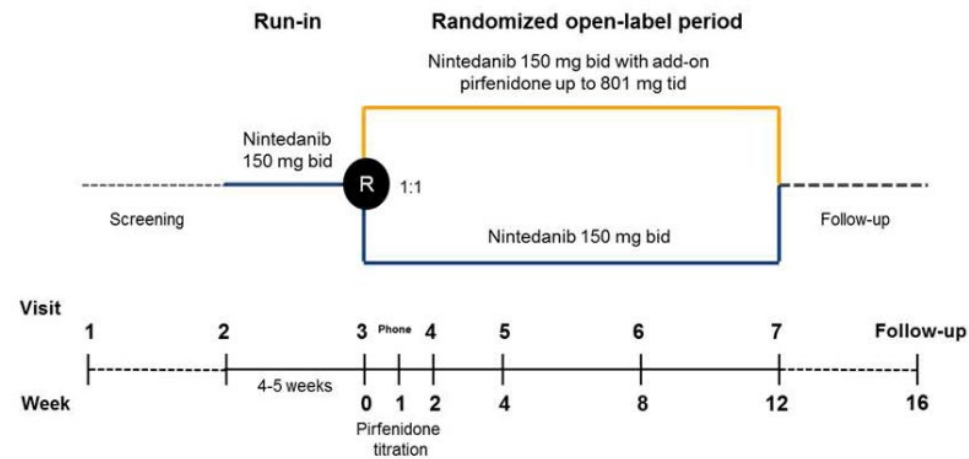 Run-in
Randomized open-label period
Nintedanib 150 mg bid with add-on
pirfenidone up to 801 mg tid
Nintedanib
150 mg bid
R
1:1
Screening
Follow-up
Nintedanib 150 mg bid
Visit
1 2 3 Phone 4 5 6 7 Follow-up
4-5 weeks
Week
0 1 2 4 8 12 16
Pirfenidone
titration